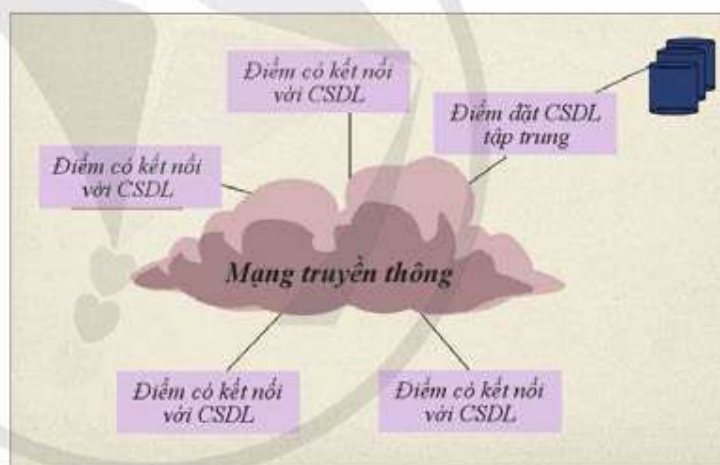 Điểm có kết nối
với CSDL
Điểm đặt CSDL
tập trung
Điểm có kết nối
với CSDL
Mạng truyền thông
Điểm có kết nối
với CSDL
Điểm có kết nối
với CSDL